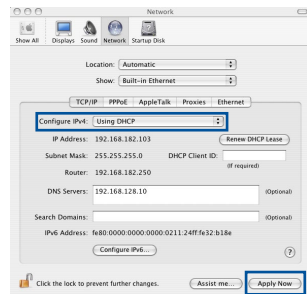 Network
Show All Displays Sound Network Startup Disk
Location: Automatic
Show: Built-in Ethernet
TCP/IP PPPoE AppleTalk Proxies Ethernet
Configure IPv4: Using DHCP
IP Address: 192.168.182.103 Renew DHCP Lease
Subnet Mask: 255.255.255.0 DHCP Client ID:
(If required)
Router: 192.168.182.250
DNS Servers: 192.168.128.10 (Optional)
Search Domains: (Optional)
IPv6 Address: fe80:0000:0000:0000:0211:24ff:fe32:b18e
Configure IPv6... ?
Click the lock to prevent further changes. Assist me... Apply Now